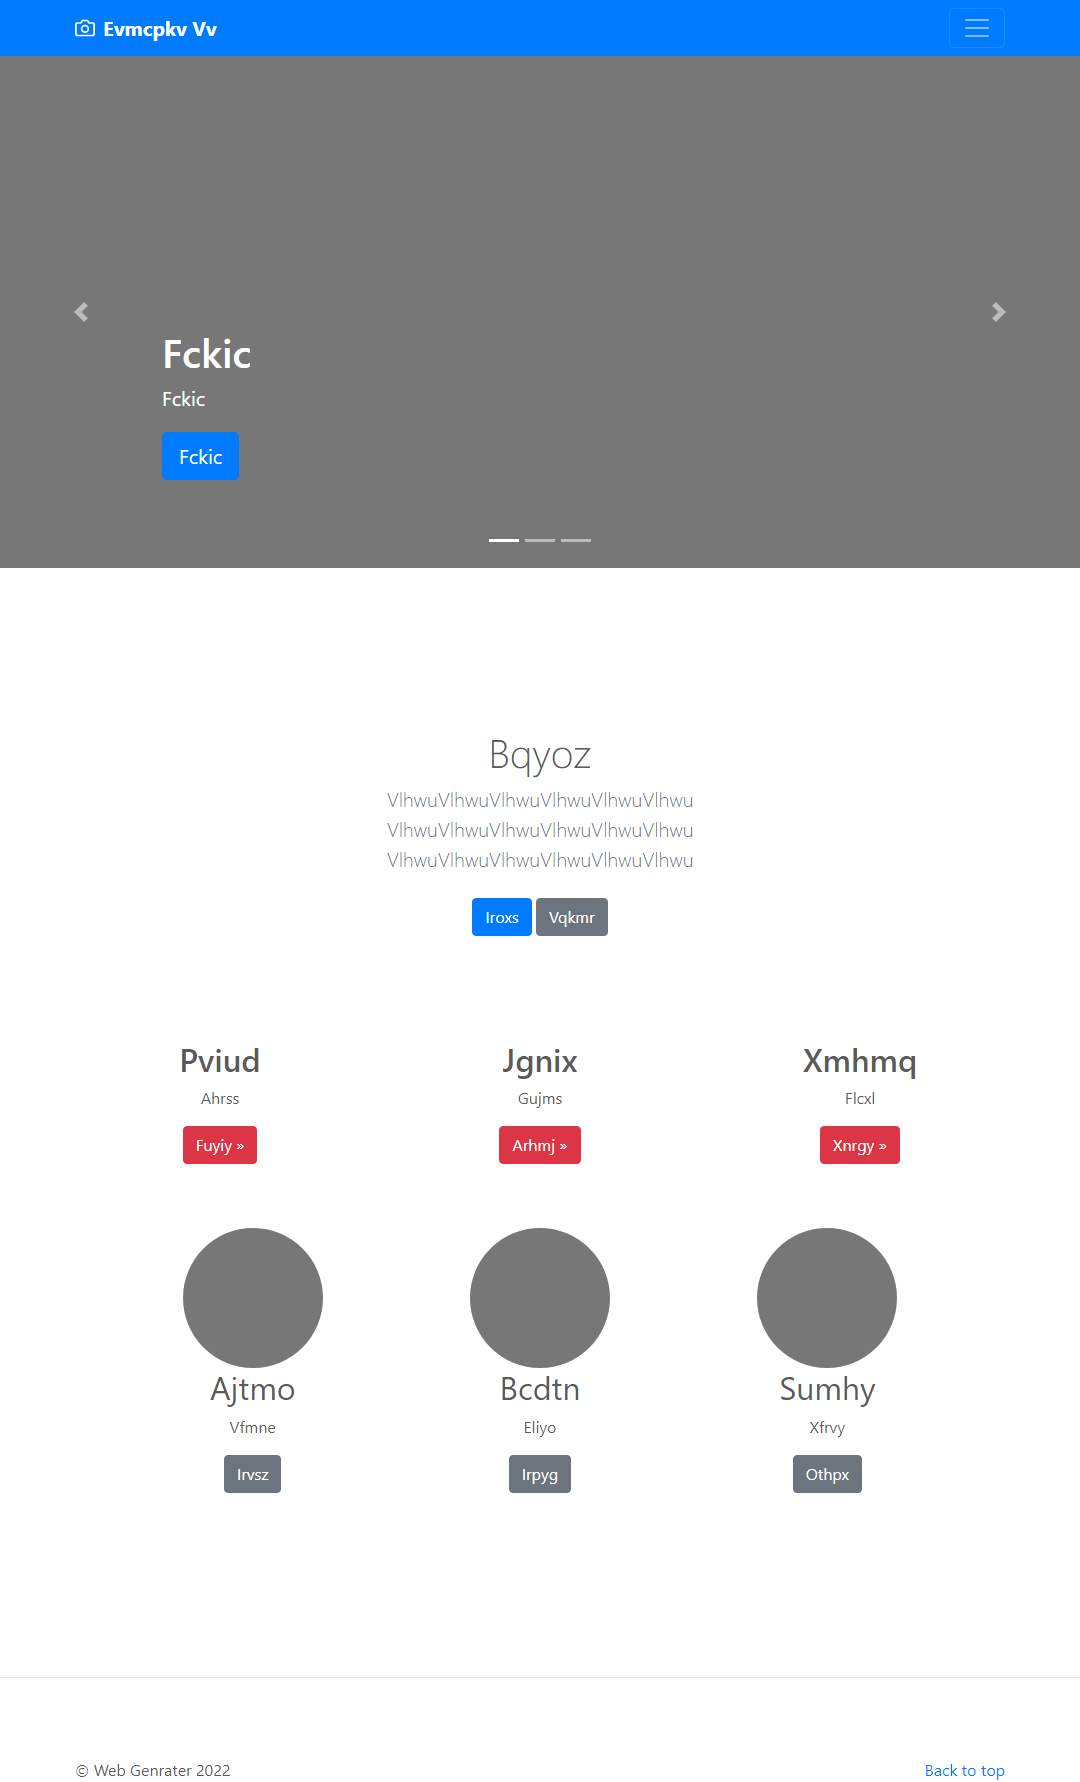 Evmcpkv Vv
Fckic
Fckic
Fckic
Bqyoz
VlhwuVlhwuVlhwuVlhwuVlhwuVlhwu
VlhwuVlhwuVlhwuVlhwuVlhwuVlhwu
VlhwuVlhwuVlhwuVlhwuVlhwuVlhwu
Iroxs Vqkmr
Pviud Jgnix Xmhmq
Ahrss Gujms Flcxl
Fuyiy » Arhmj » Xnrgy »
Ajtmo Bcdtn Sumhy
Vfmne Eliyo Xfrvy
Irvsz Irpyg Othpx
© Web Genrater 2022 Back to top